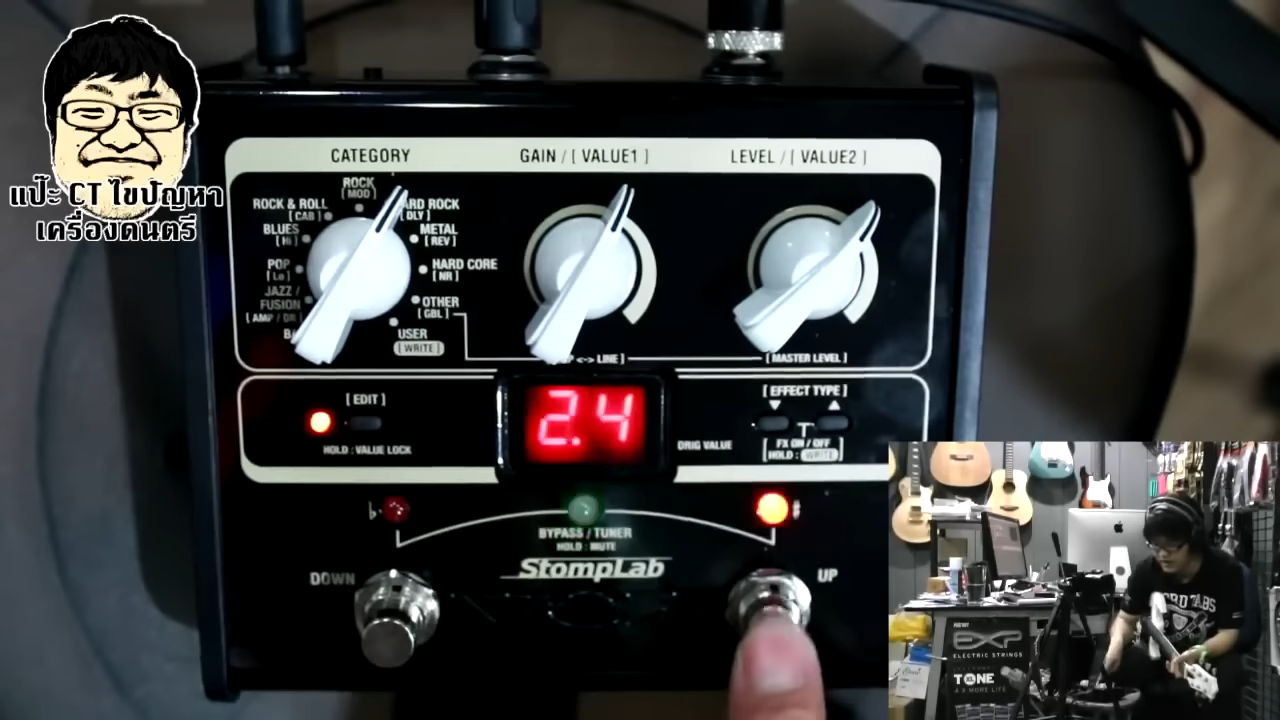 แป๊ะ CT ไขปัญหา
เครื่องดนตรี
CATEGORY
GAIN / [ VALUE1 ]
LEVEL / [ VALUE2 ]
ROCK
[ MOD ]
ROCK & ROLL
[ CAB ]
ARD ROCK
[ DLY ]
BLUES
[ Hi ]
METAL
[ REV ]
POP
[ Lo ]
HARD CORE
[ NR ]
JAZZ /
FUSION
[ AMP / DR ]
OTHER
[ GBL ]
USER
[ WRITE ]
<-> LINE ]
[ MASTER LEVEL ]
[ EDIT ]
HOLD : VALUE LOCK
2.4
ORIG VALUE
[ EFFECT TYPE ]
FX ON / OFF
HOLD : WRITE
BYPASS / TUNER
HOLD : MUTE
StompLab
DOWN
UP
EXP
ELECTRIC STRINGS
TONE
4 X MORE LIFE